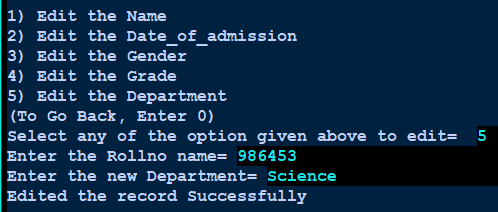 1) Edit the Name
2) Edit the Date_of_admission
3) Edit the Gender
4) Edit the Grade
5) Edit the Department
(To Go Back, Enter 0)
Select any of the option given above to edit=  5
Enter the Rollno name= 986453
Enter the new Department= Science
Edited the record Successfully